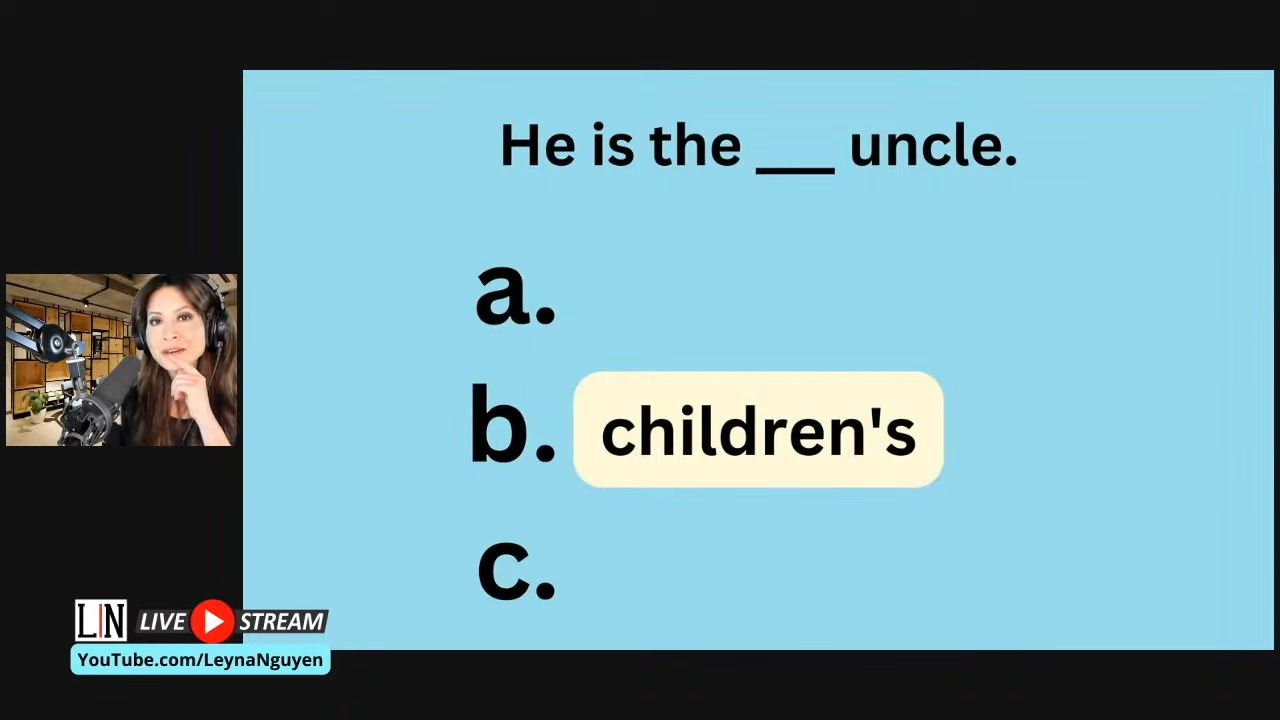 He is the ___ uncle.
a.
b. children's
c.
LIN LIVE STREAM
YouTube.com/LeynaNguyen